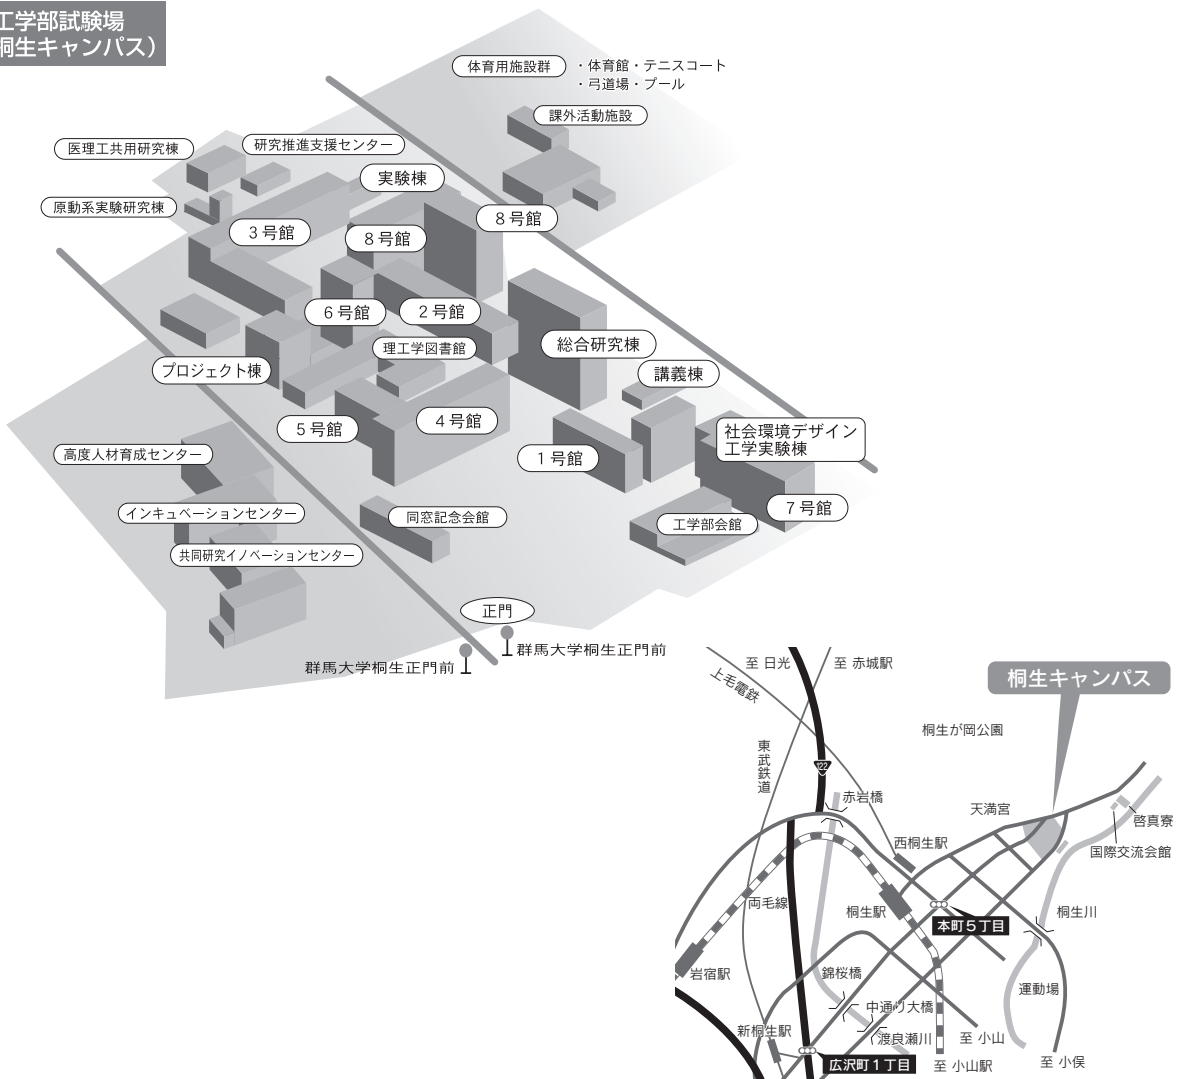 工学部試験場
桐生キャンパス）
体育用施設群
・体育館・テニスコート
・弓道場・プール
課外活動施設
医理工共用研究棟
研究推進支援センター
実験棟
原動系実験研究棟
8号館
3号館
8号館
6号館
2号館
理工学図書館
総合研究棟
プロジェクト棟
講義棟
4号館
5号館
社会環境デザイン
工学実験棟
1号館
高度人材育成センター
7号館
インキュベーションセンター
同窓記念会館
工学部会館
共同研究イノベーションセンター
正門
群馬大学桐生正門前
群馬大学桐生正門前
至 日光
至 赤城駅
桐生キャンパス
上毛電鉄
桐生が岡公園
東武鉄道
122
赤岩橋
天満宮
啓真寮
西桐生駅
国際交流会館
両毛線
桐生駅
桐生川
本町5丁目
岩宿駅
錦桜橋
運動場
中通り大橋
新桐生駅
渡良瀬川
至 小山
広沢町1丁目
至 小山駅
至 小俣